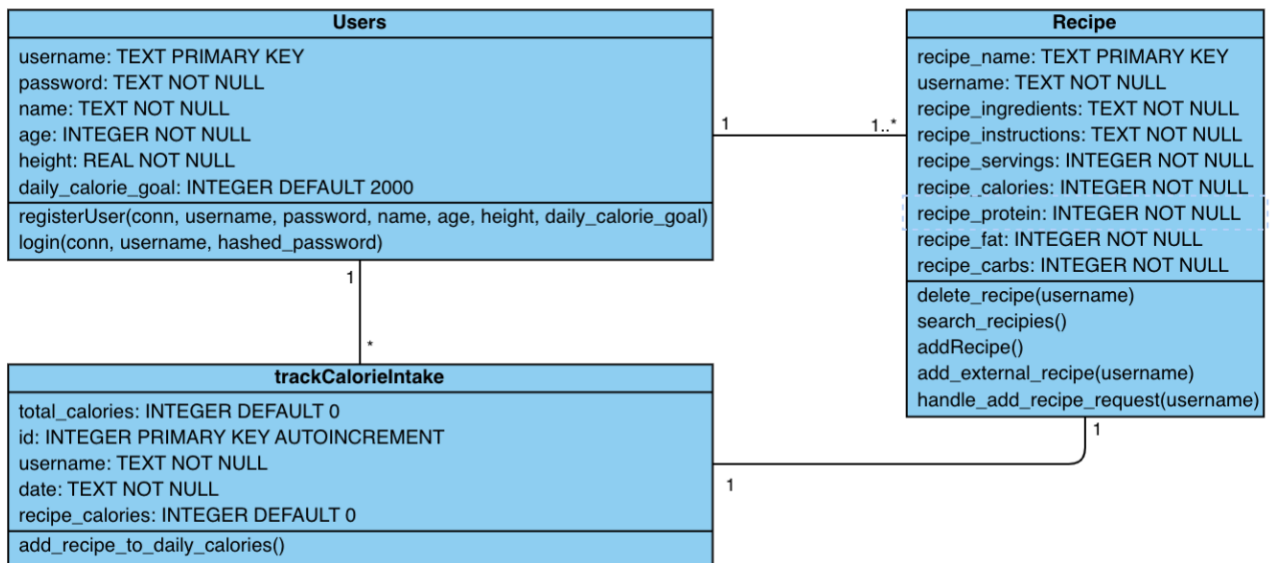 Users
username: TEXT PRIMARY KEY
password: TEXT NOT NULL
name: TEXT NOT NULL
age: INTEGER NOT NULL
height: REAL NOT NULL
daily_calorie_goal: INTEGER DEFAULT 2000
registerUser(conn, username, password, name, age, height, daily_calorie_goal)
login(conn, username, hashed_password)
1
1..*
Recipe
recipe_name: TEXT PRIMARY KEY
username: TEXT NOT NULL
recipe_ingredients: TEXT NOT NULL
recipe_instructions: TEXT NOT NULL
recipe_servings: INTEGER NOT NULL
recipe_calories: INTEGER NOT NULL
recipe_protein: INTEGER NOT NULL
recipe_fat: INTEGER NOT NULL
recipe_carbs: INTEGER NOT NULL
delete_recipe(username)
search_recipies()
addRecipe()
add_external_recipe(username)
handle_add_recipe_request(username)
1
*
trackCalorieIntake
total_calories: INTEGER DEFAULT 0
id: INTEGER PRIMARY KEY AUTOINCREMENT
username: TEXT NOT NULL
date: TEXT NOT NULL
recipe_calories: INTEGER DEFAULT 0
add_recipe_to_daily_calories()
1
1